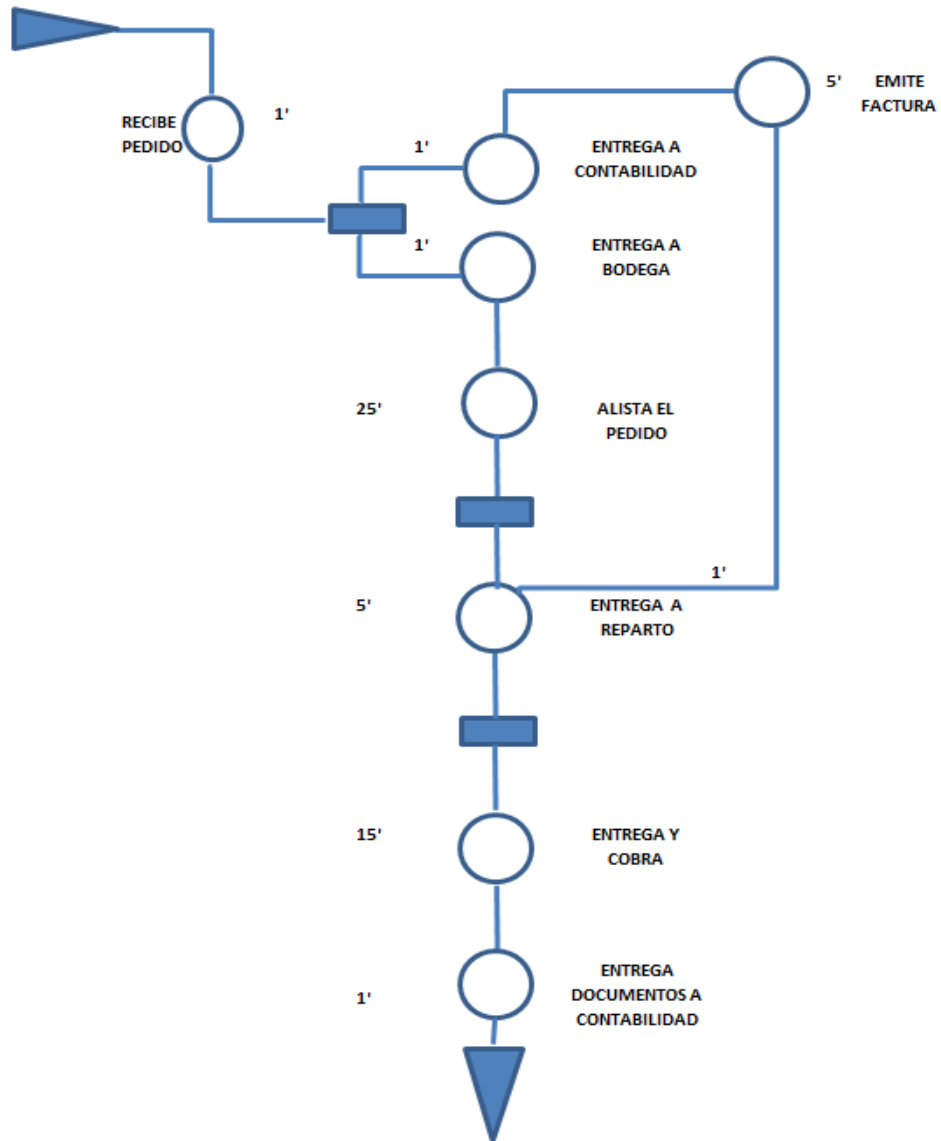 5' EMITE
FACTURA
RECIBE
PEDIDO
1'
1'
ENTREGA A
CONTABILIDAD
1'
ENTREGA A
BODEGA
25'
ALISTA EL
PEDIDO
1'
5'
ENTREGA A
REPARTO
15'
ENTREGA Y
COBRA
1'
ENTREGA
DOCUMENTOS A
CONTABILIDAD